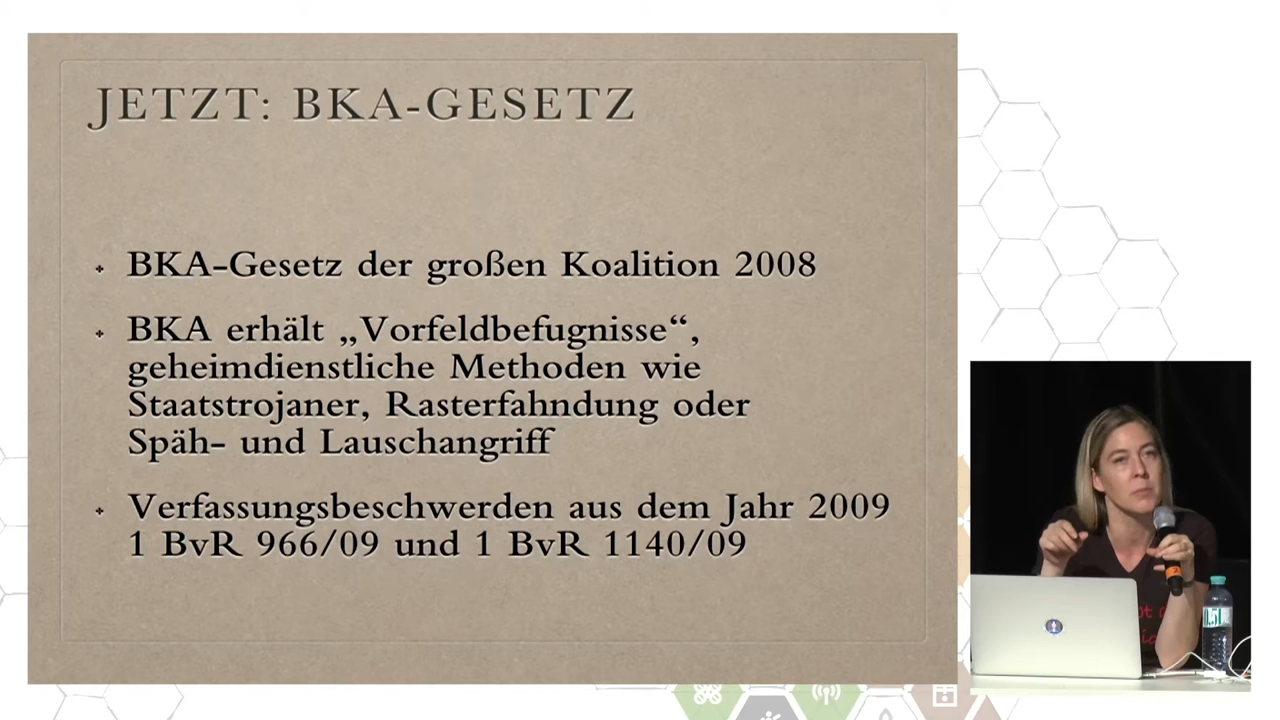 JETZT: BKA-GESETZ
BKA-Gesetz der großen Koalition 2008
BKA erhält „Vorfeldbefugnisse“,
geheimdienstliche Methoden wie
Staatstrojaner, Rasterfahndung oder
Späh- und Lauschangriff
Verfassungsbeschwerden aus dem Jahr 2009
1 BvR 966/09 und 1 BvR 1140/09